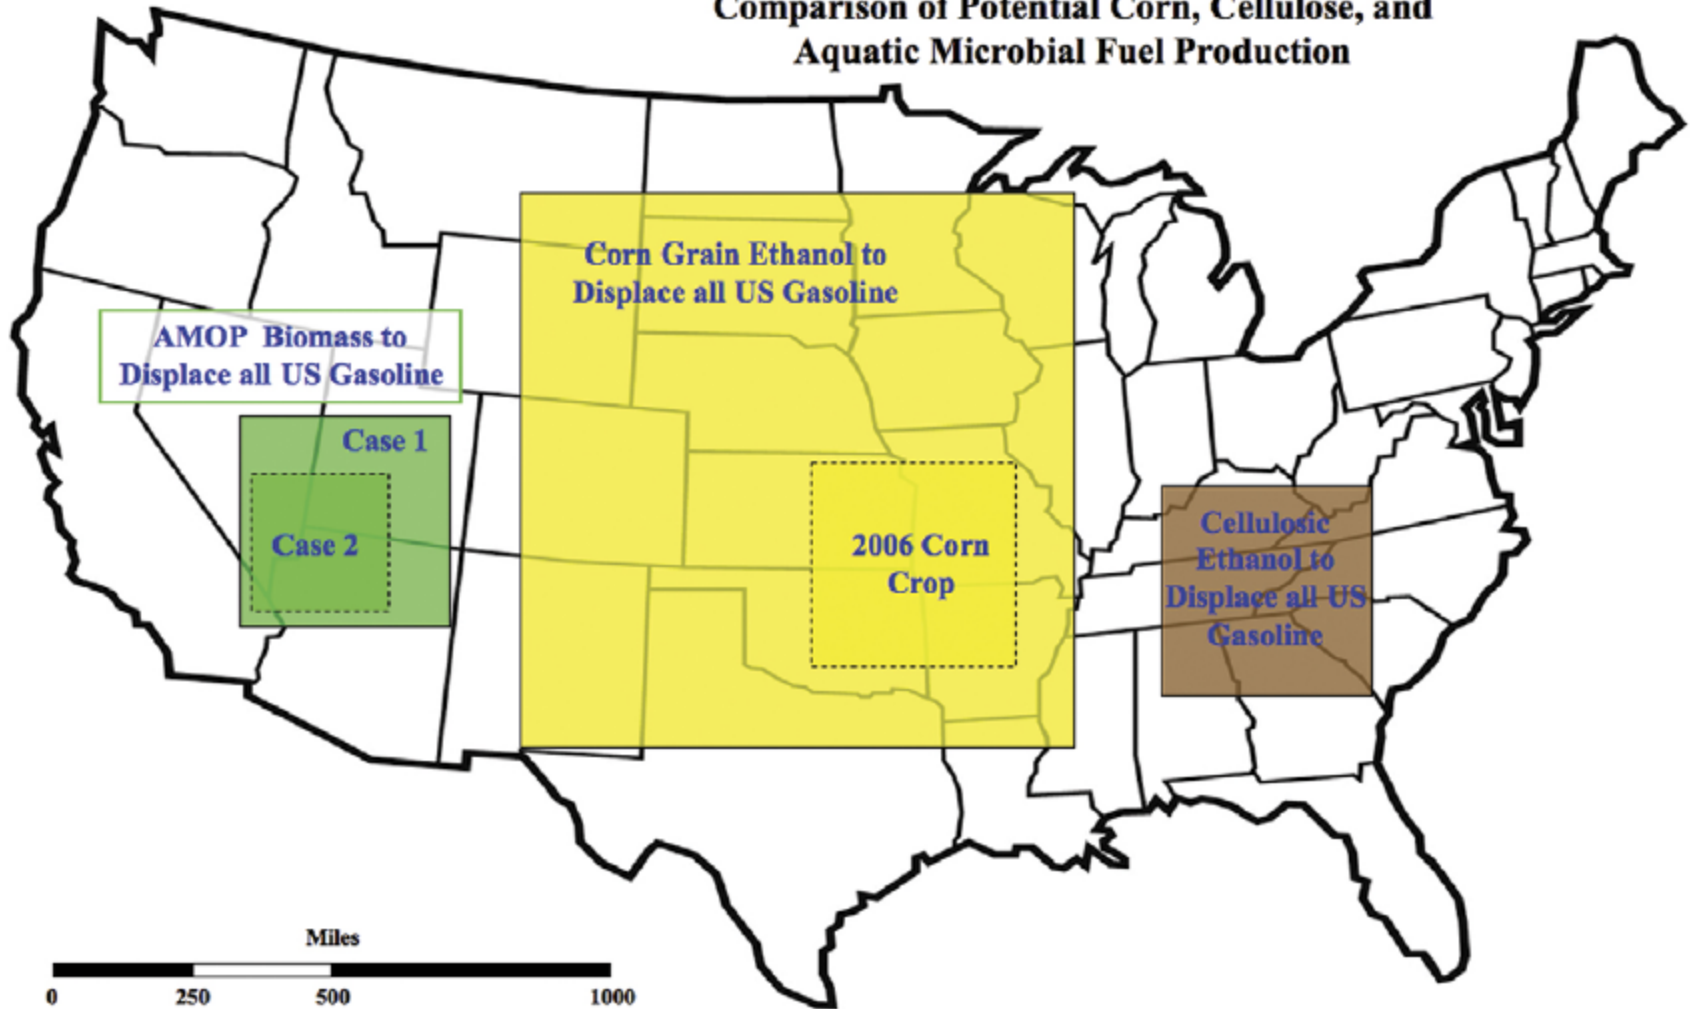 Comparison of Potential Corn, Cellulose, and
Aquatic Microbial Fuel Production
Corn Grain Ethanol to
Displace all US Gasoline
AMOP Biomass to
Displace all US Gasoline
Case 1
Case 2
2006 Corn
Crop
Cellulosic
Ethanol to
Displace all US
Gasoline
Miles
0 250 500 1000